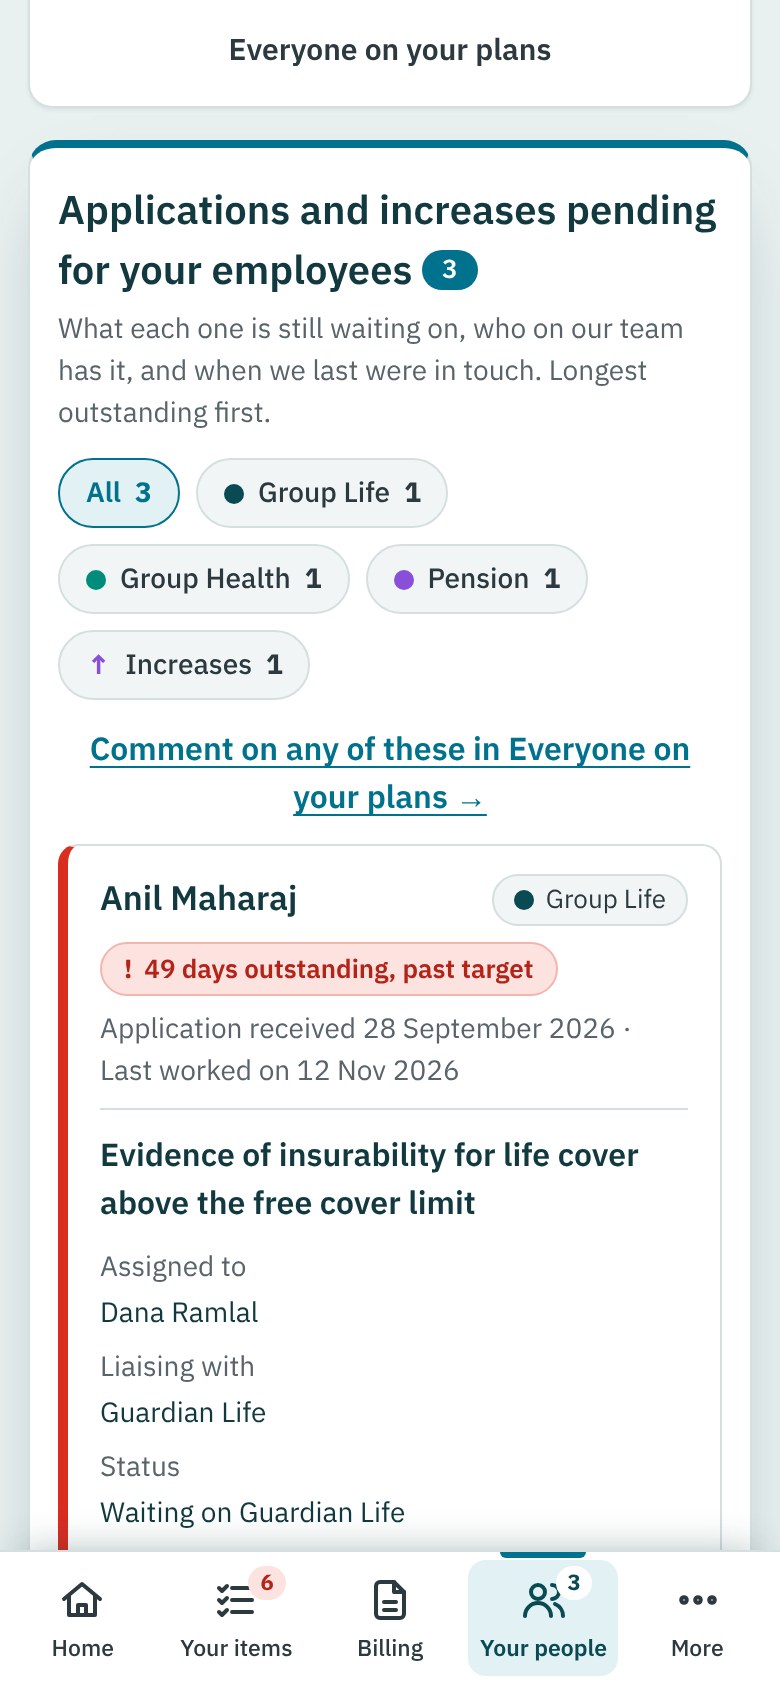 Everyone on your plans
Applications and increases pending
for your employees 3
What each one is still waiting on, who on our team
has it, and when we last were in touch. Longest
outstanding first.
All 3
Group Life 1
Group Health 1
Pension 1
↑ Increases 1
Comment on any of these in Everyone on
your plans →
Anil Maharaj
Group Life
! 49 days outstanding, past target
Application received 28 September 2026 ·
Last worked on 12 Nov 2026
Evidence of insurability for life cover
above the free cover limit
Assigned to
Dana Ramlal
Liaising with
Guardian Life
Status
Waiting on Guardian Life
Home
6
Your items
Billing
3
Your people
More